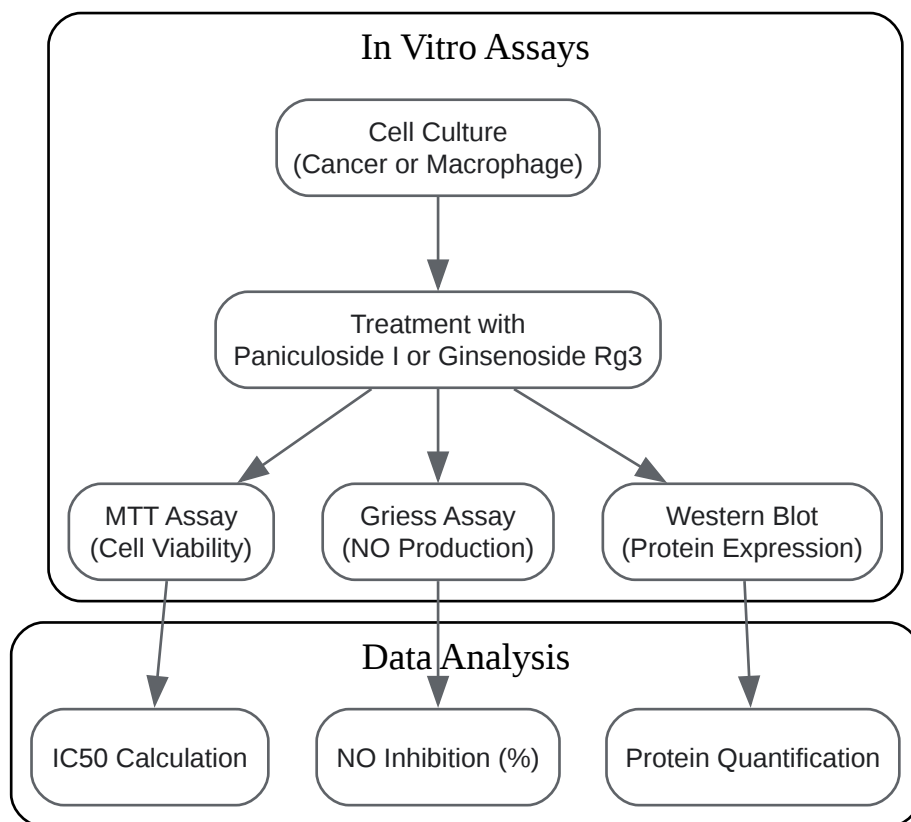 In Vitro Assays
Cell Culture
(Cancer or Macrophage)
Treatment with
Paniculoside I or Ginsenoside Rg3
MTT Assay
(Cell Viability)
Griess Assay
(NO Production)
Western Blot
(Protein Expression)
Data Analysis
IC50 Calculation
NO Inhibition (%)
Protein Quantification